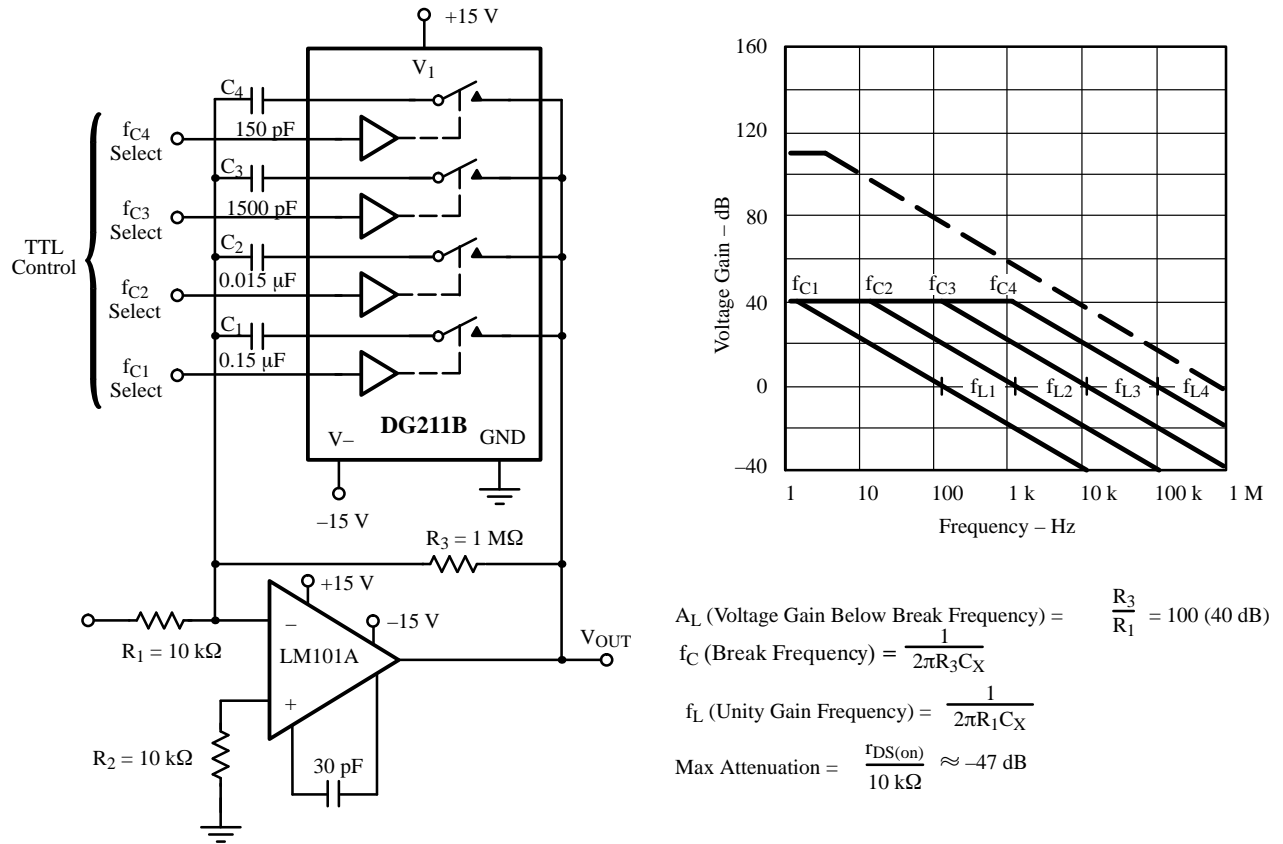 +15 V
V1
C4
150 pF
fC4
Select
C3
1500 pF
fC3
Select
TTL
Control
C2
0.015 µF
fC2
Select
C1
0.15 µF
fC1
Select
DG211B
V–
GND
–15 V
R3 = 1 MΩ
+15 V
–15 V
R1 = 10 kΩ
–
LM101A
+
VOUT
R2 = 10 kΩ
30 pF
Voltage Gain – dB
160
120
80
40
0
–40
fC1 fC2 fC3 fC4
fL1 fL2 fL3 fL4
1 10 100 1 k 10 k 100 k 1 M
Frequency – Hz
AL (Voltage Gain Below Break Frequency) = R3/R1 = 100 (40 dB)
fC (Break Frequency) = 1/2πR3CX
fL (Unity Gain Frequency) = 1/2πR1CX
Max Attenuation = rDS(on)/10 kΩ ≈ –47 dB